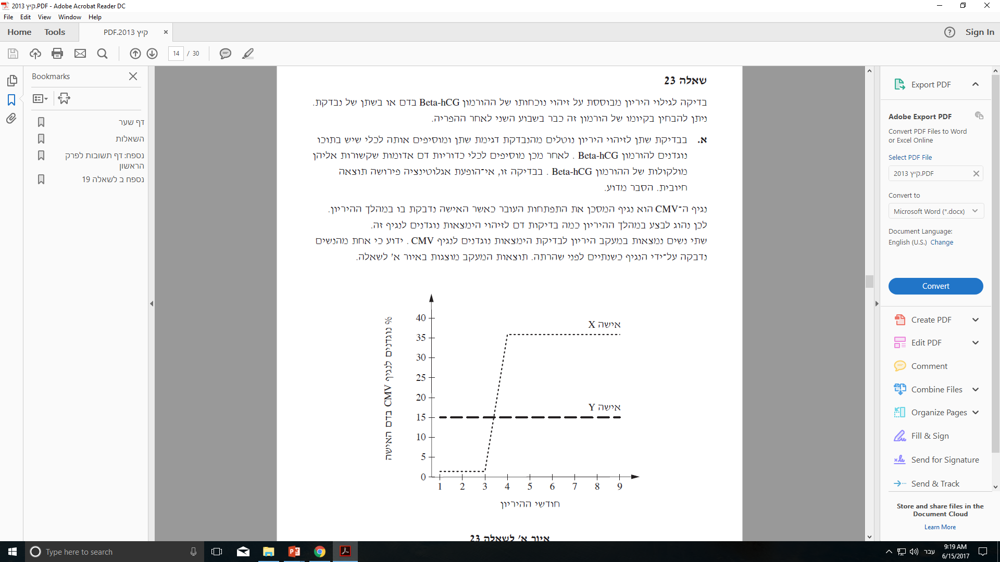 קיץ 2013.PDF - Adobe Acrobat Reader DC
File Edit View Window Help
Home Tools קיץ 2013.PDF Sign In
14 / 30
Bookmarks
דף שער
השאלות
נספח: דף תשובות לפרק
הראשון
נספח ב לשאלה 19
שאלה 23
בדיקה לגילוי היריון מבוססת על זיהוי נוכחותו של ההורמון Beta-hCG בדם או בשתן של נבדקת.
ניתן להבחין בקיומו של הורמון זה כבר בשבוע השני לאחר ההפריה.
א. בבדיקת שתן לזיהוי היריון נוטלים מהנבדקת דגימת שתן ומוסיפים אותה לכלי שיש בתוכו
נוגדנים להורמון Beta-hCG . לאחר מכן מוסיפים לכלי כדוריות דם אדומות שקשורות אליהן
מולקולות של ההורמון Beta-hCG . בבדיקה זו, אי־הופעת אגלוטינציה פירושה תוצאה
חיובית. הסבר מדוע.
נגיף ה־CMV הוא נגיף המסכן את התפתחות העובר כאשר האישה נדבקת בו במהלך ההיריון.
לכן נהוג לבצע במהלך ההיריון כמה בדיקות דם לזיהוי הימצאות נוגדנים לנגיף זה.
שתי נשים נמצאות במעקב היריון לבדיקת הימצאות נוגדנים לנגיף CMV . ידוע כי אחת מהנשים
נדבקה על־ידי הנגיף כשנתיים לפני שהרתה. תוצאות המעקב מוצגות באיור א' לשאלה.
% נוגדנים לנגיף CMV בדם האישה
40
35
30
25
20
15
10
5
0
אישה X
אישה Y
1 2 3 4 5 6 7 8 9
חודשי ההיריון
איור א' לשאלה 23
Export PDF
Adobe Export PDF
Convert PDF Files to Word
or Excel Online
Select PDF File
קיץ 2013.PDF
Convert to
Microsoft Word (*.docx)
Document Language:
English (U.S.) Change
Convert
Create PDF
Edit PDF
Comment
Combine Files
Organize Pages
Fill & Sign
Send for Signature
Send & Track
Store and share files in the
Document Cloud
Learn More
Type here to search
עבר
9:19 AM
6/15/2017